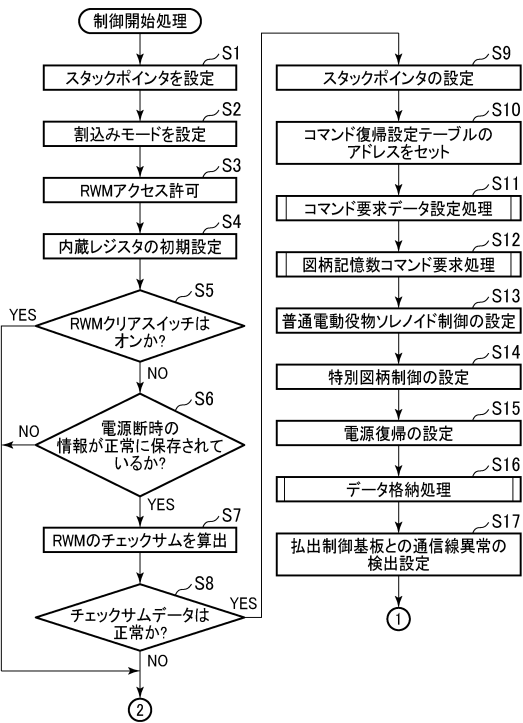 制御開始処理
S1
スタックポインタを設定
S2
割込みモードを設定
S3
RWMアクセス許可
S4
内蔵レジスタの初期設定
S5
RWMクリアスイッチは
オンか?
YES
NO
S6
電源断時の
情報が正常に保存されて
いるか?
NO
YES
S7
RWMのチェックサムを算出
S8
チェックサムデータは
正常か?
YES
NO
2
S9
スタックポインタの設定
S10
コマンド復帰設定テーブルの
アドレスをセット
S11
コマンド要求データ設定処理
S12
図柄記憶数コマンド要求処理
S13
普通電動役物ソレノイド制御の設定
S14
特別図柄制御の設定
S15
電源復帰の設定
S16
データ格納処理
S17
払出制御基板との通信線異常の
検出設定
1